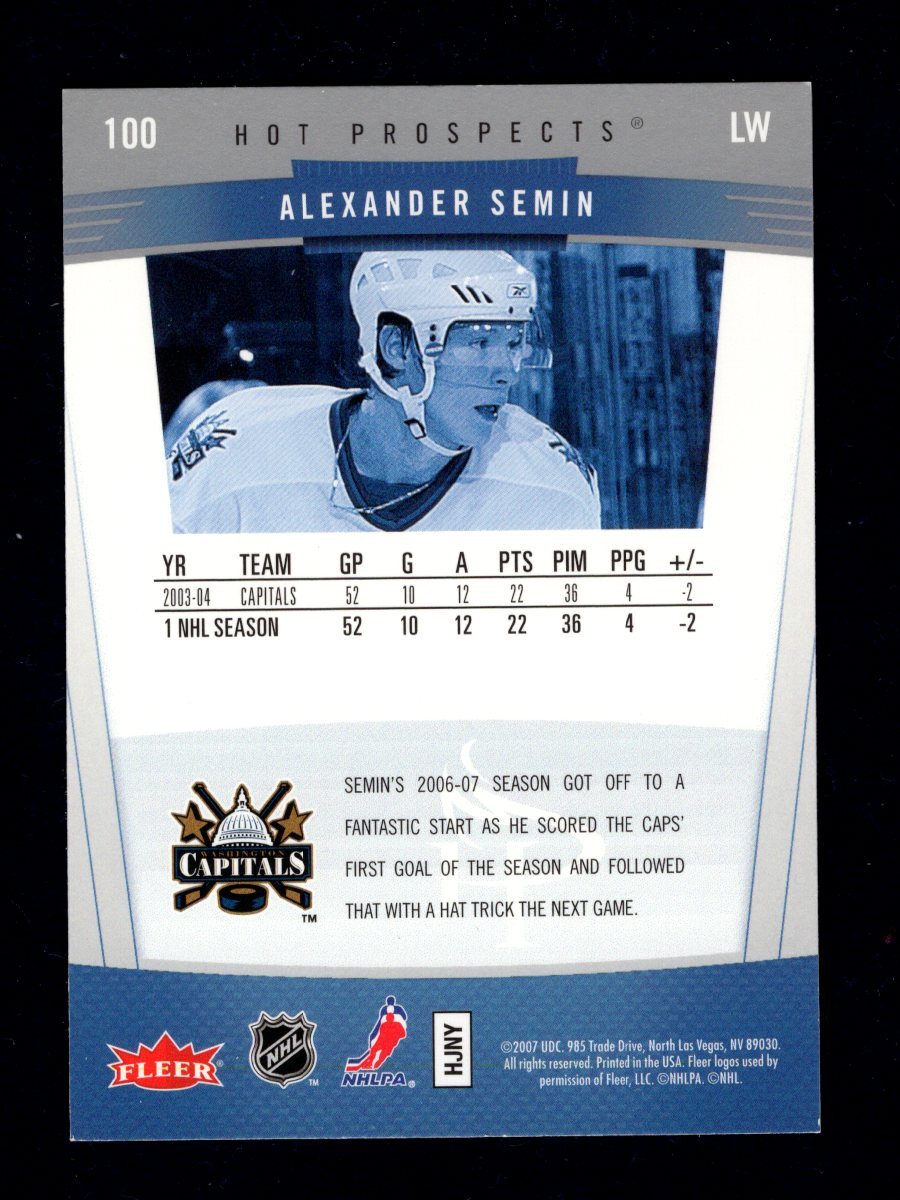 100 HOT PROSPECTS® LW
ALEXANDER SEMIN
YR TEAM GP G A PTS PIM PPG +/-
2003-04 CAPITALS 52 10 12 22 36 4 -2
1 NHL SEASON 52 10 12 22 36 4 -2
SEMIN'S 2006-07 SEASON GOT OFF TO A
FANTASTIC START AS HE SCORED THE CAPS'
FIRST GOAL OF THE SEASON AND FOLLOWED
THAT WITH A HAT TRICK THE NEXT GAME.
WASHINGTON
CAPITALS
TM
FLEER
NHL
TM
NHLPA®
HJNY
©2007 UDC. 985 Trade Drive, North Las Vegas, NV 89030.
All rights reserved. Printed in the USA. Fleer logos used by
permission of Fleer, LLC. ©NHLPA. ©NHL.